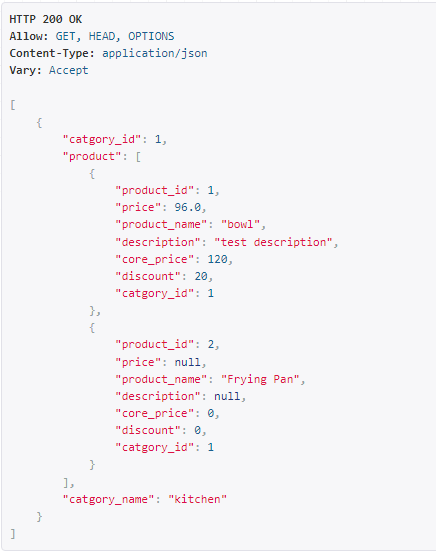 HTTP 200 OK
Allow: GET, HEAD, OPTIONS
Content-Type: application/json
Vary: Accept
[
    {
        "catgory_id": 1,
        "product": [
            {
                "product_id": 1,
                "price": 96.0,
                "product_name": "bowl",
                "description": "test description",
                "core_price": 120,
                "discount": 20,
                "catgory_id": 1
            },
            {
                "product_id": 2,
                "price": null,
                "product_name": "Frying Pan",
                "description": null,
                "core_price": 0,
                "discount": 0,
                "catgory_id": 1
            }
        ],
        "catgory_name": "kitchen"
    }
]